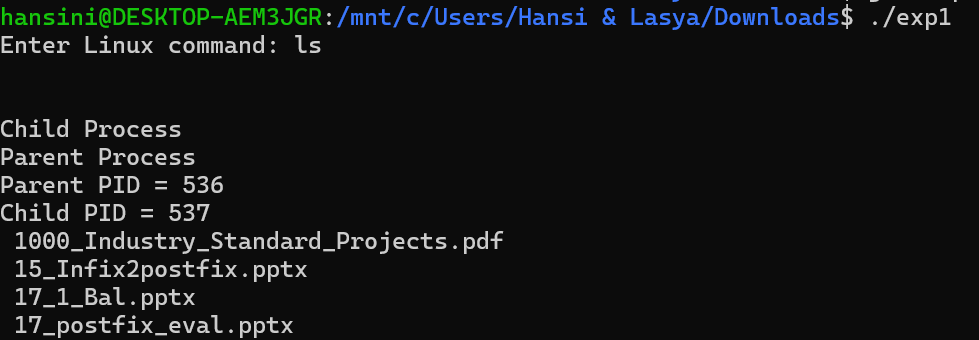 hansini@DESKTOP-AEM3JGR:/mnt/c/Users/Hansi & Lasya/Downloads$ ./exp1
Enter Linux command: ls
Child Process
Parent Process
Parent PID = 536
Child PID = 537
1000_Industry_Standard_Projects.pdf
15_Infix2postfix.pptx
17_1_Bal.pptx
17_postfix_eval.pptx